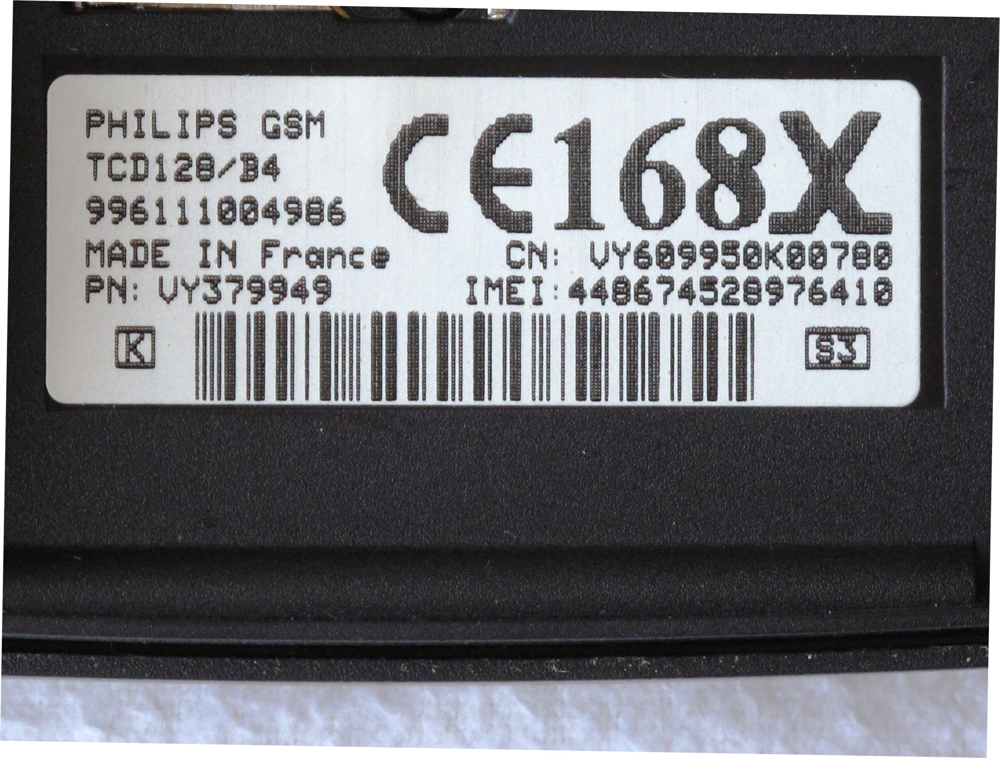 PHILIPS GSM
TCD128/B4
996111004986
MADE IN France
PN: VY379949
CE168X
CN: VY609950K00780
IMEI:448674528976410
K
S3